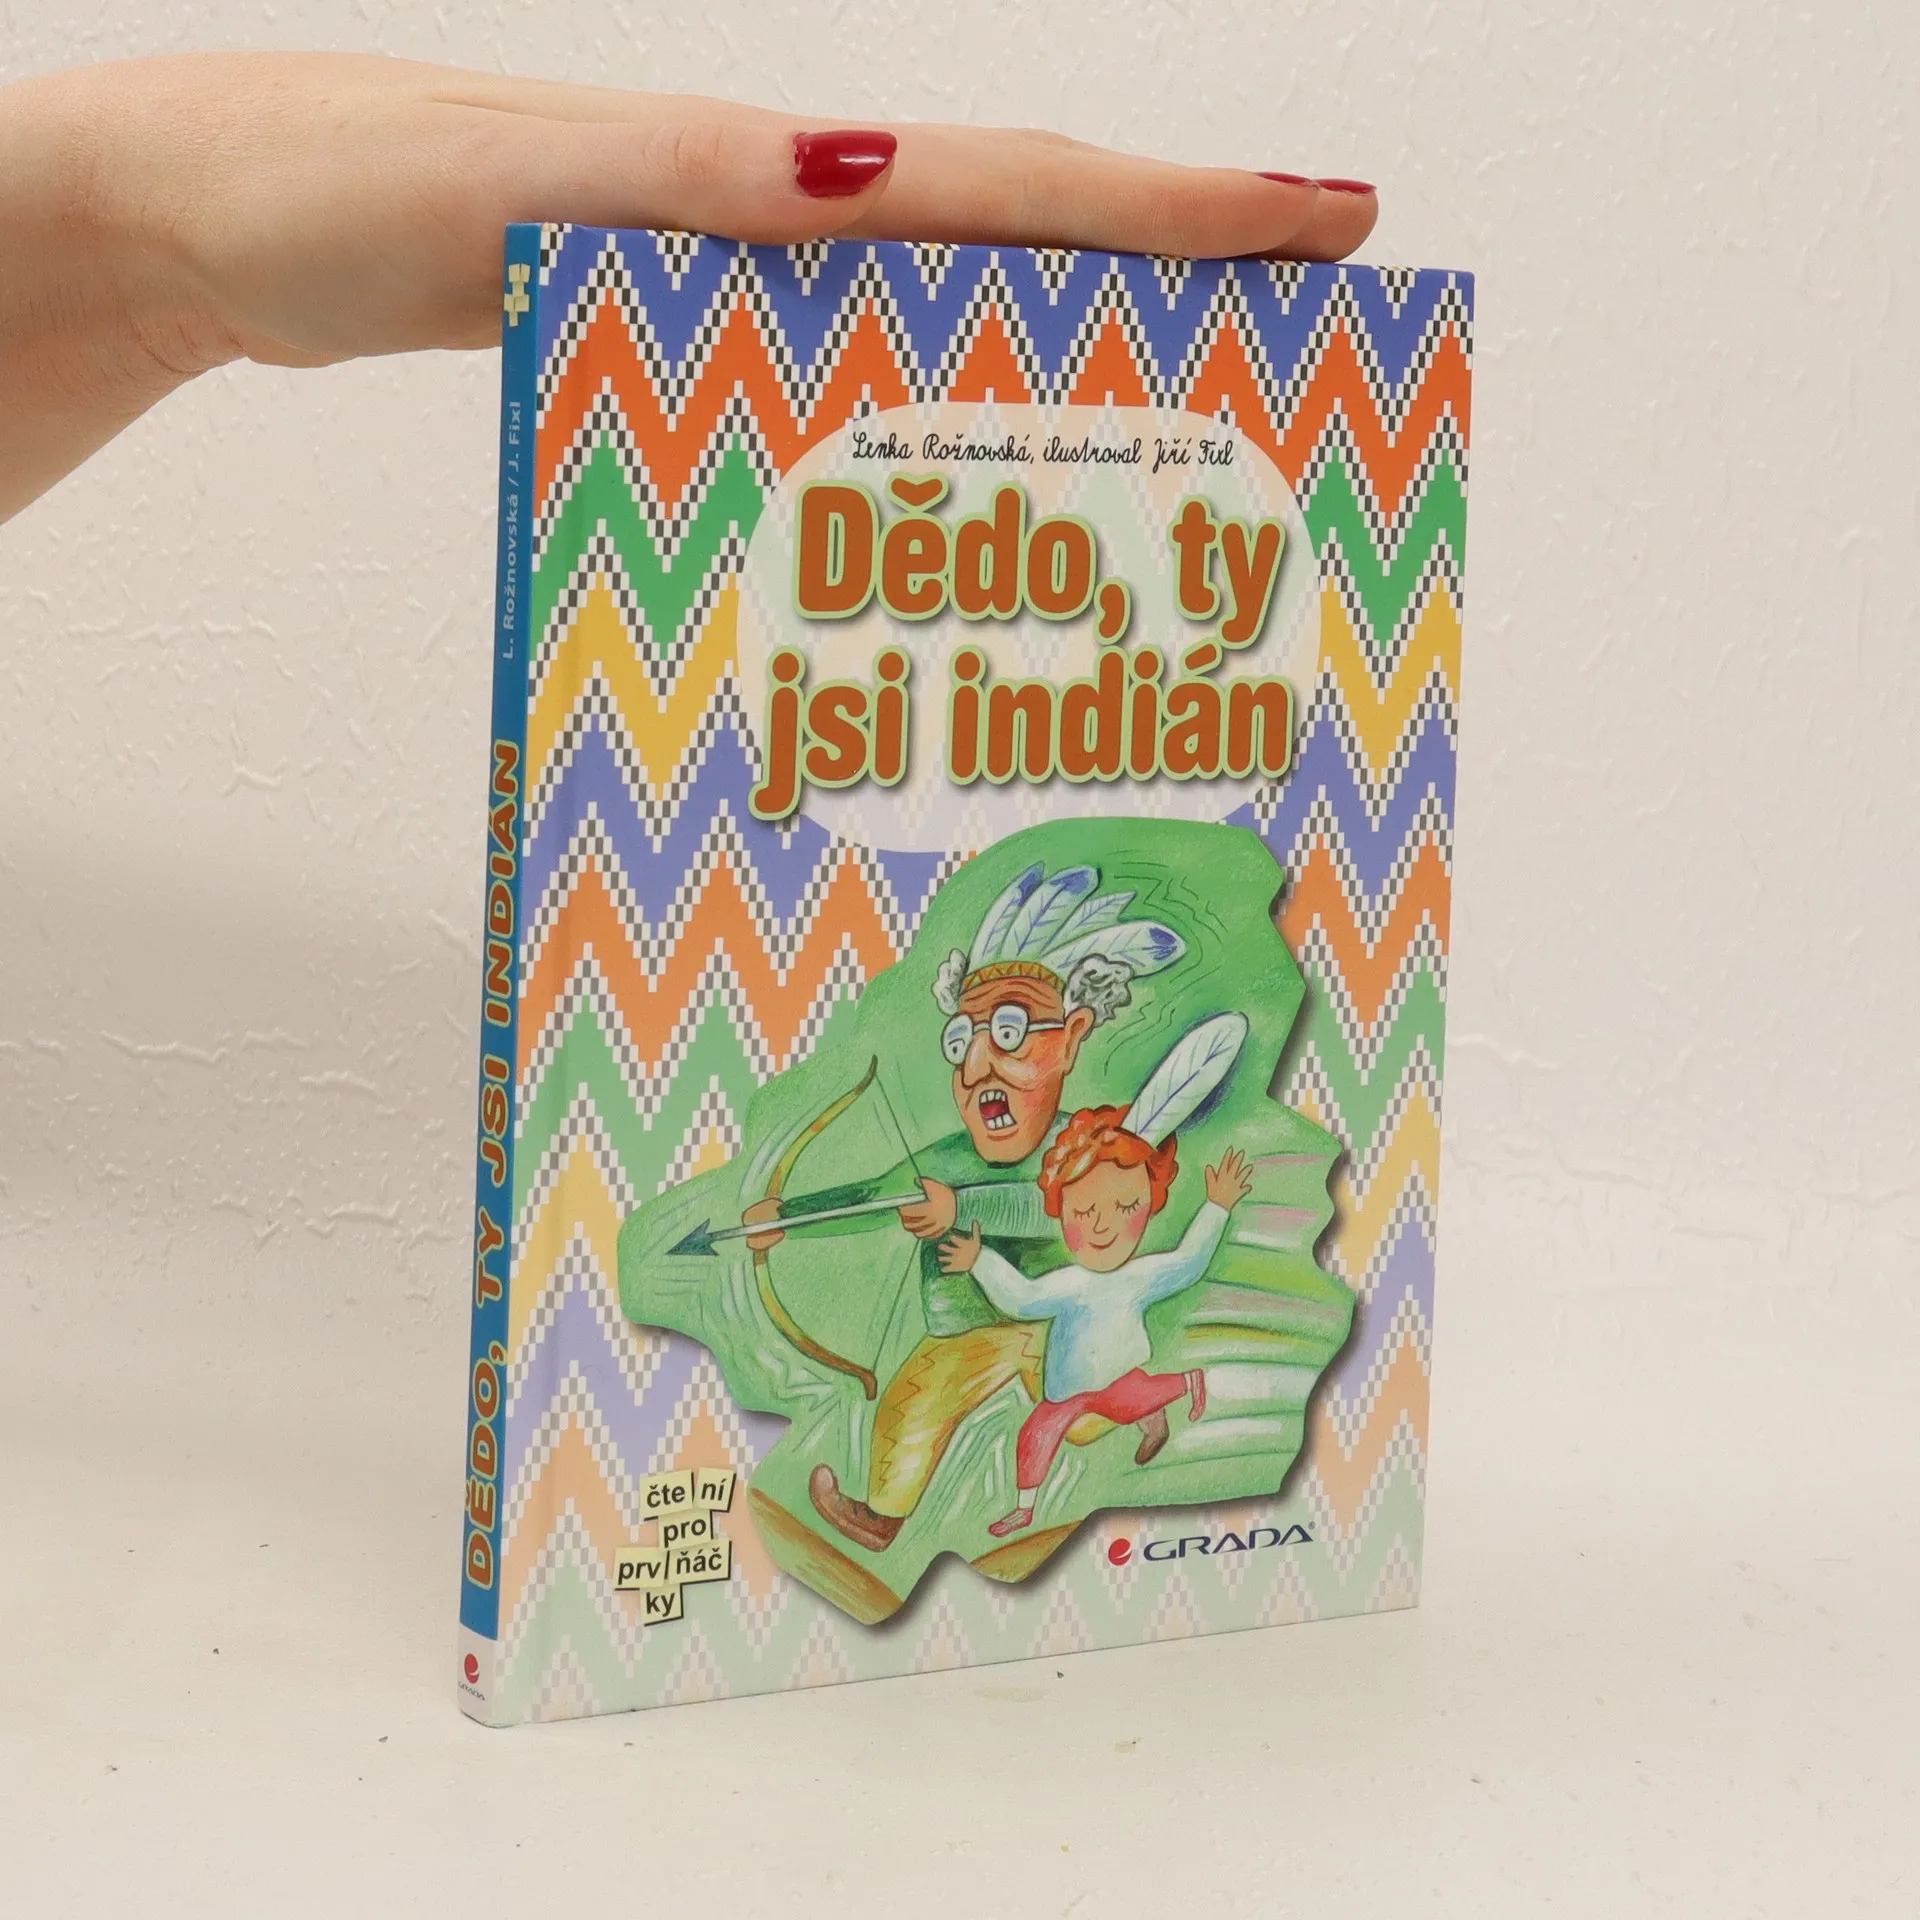 Lenka Rožnovská, ilustroval Jiří Fixl
Dědo, ty
jsi indián
čte ní
pro
prv ňáč
ky
GRADA®
L. Rožnovská / J. Fixl
DĚDO, TY JSI INDIÁN
GRADA